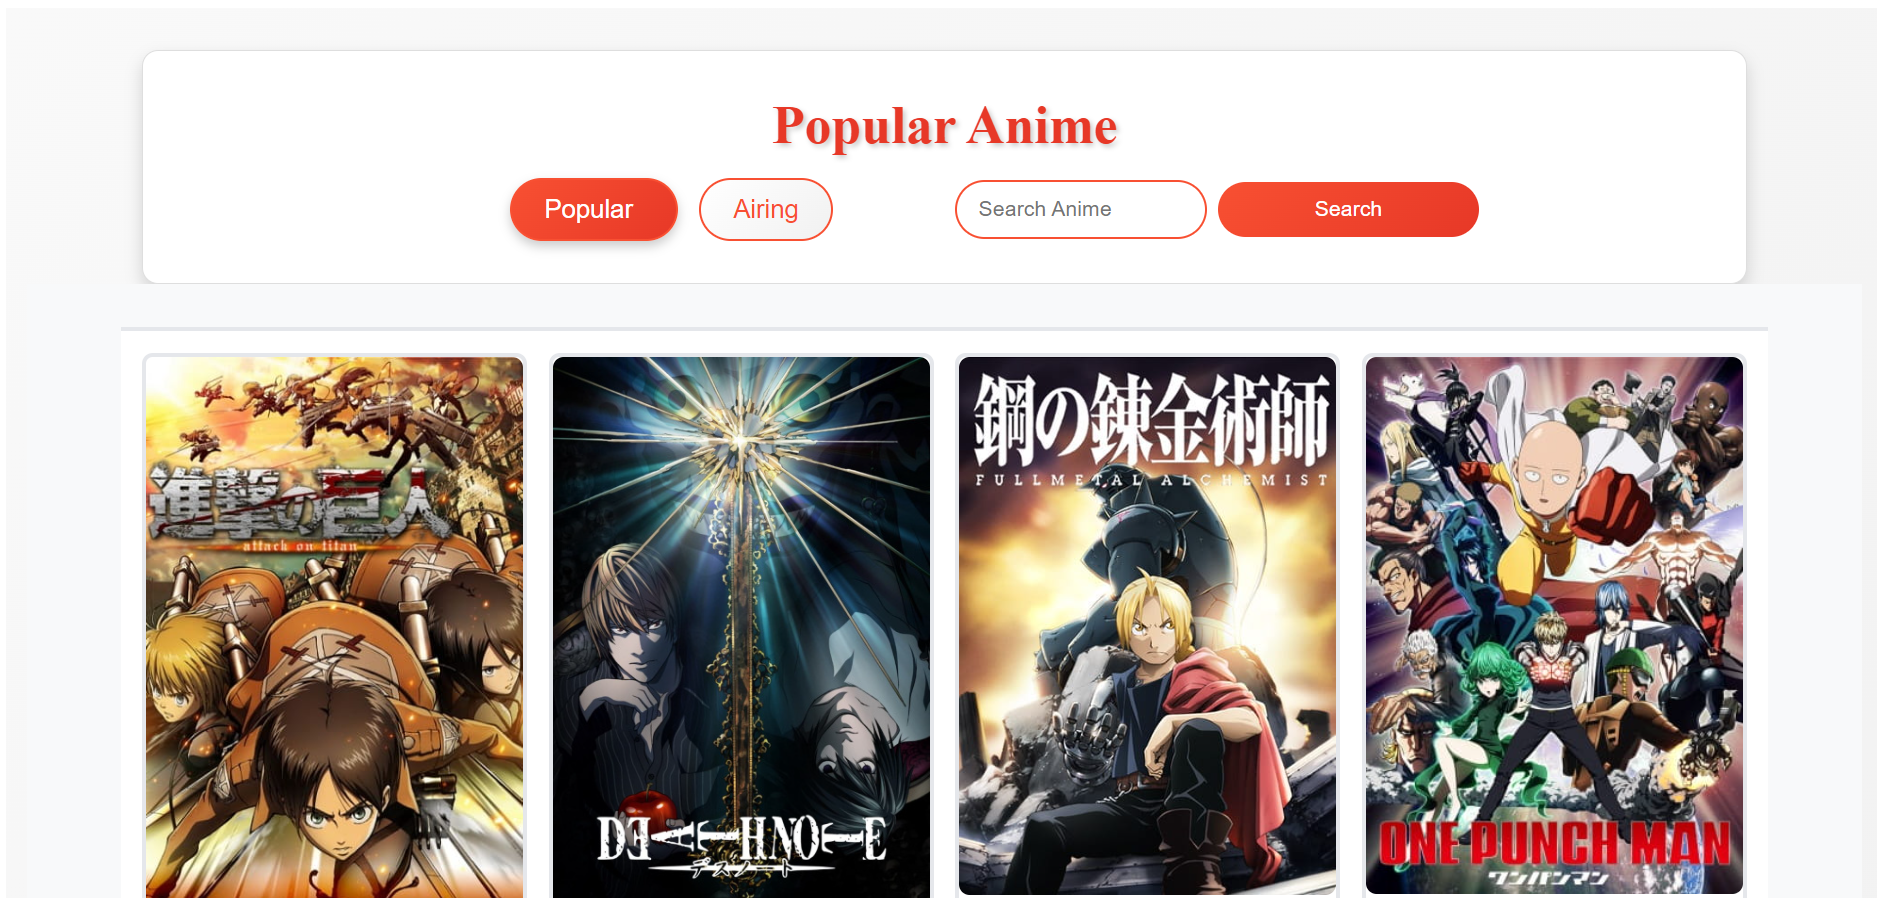 Popular Anime
Popular
Airing
Search Anime
Search
進撃の巨人
attack on titan
DEATH NOTE
デスノート
鋼の錬金術師
FULLMETAL ALCHEMIST
ONE PUNCH MAN
ワンパンマン